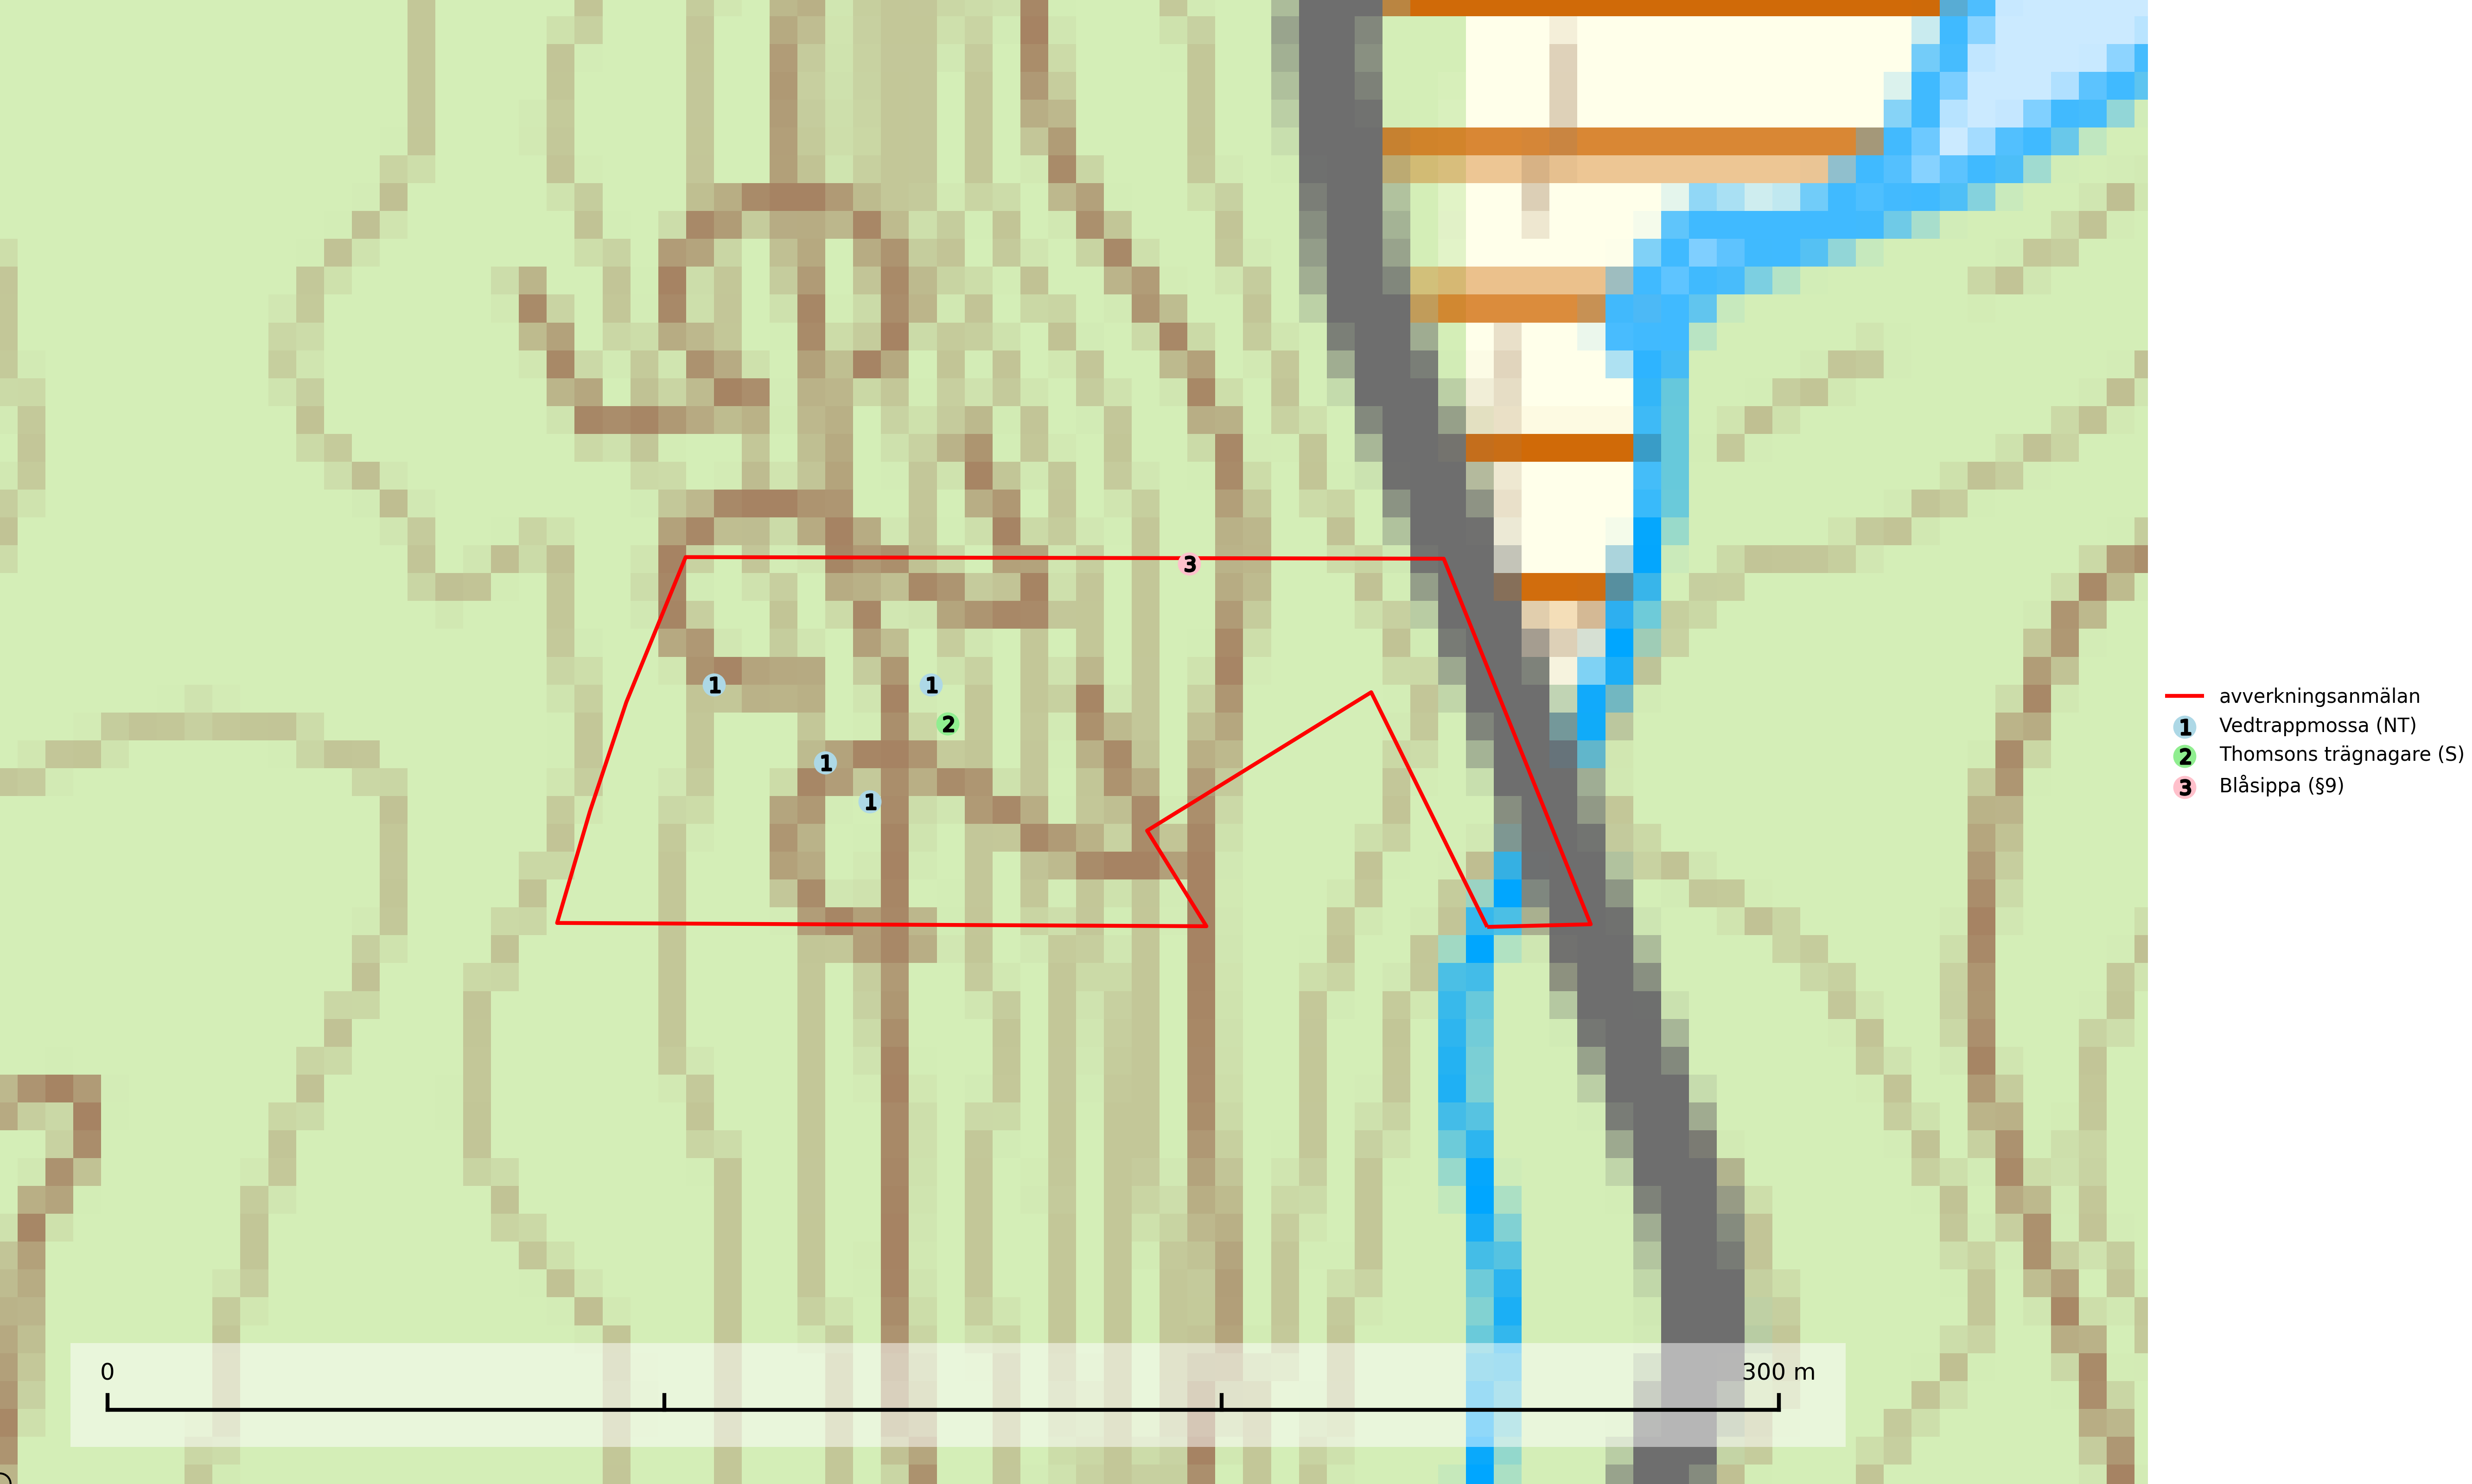 3
1
1
2
1
1
avverkningsanmälan
1 Vedtrappmossa (NT)
2 Thomsons trägnagare (S)
3 Blåsippa (§9)
0 300 m